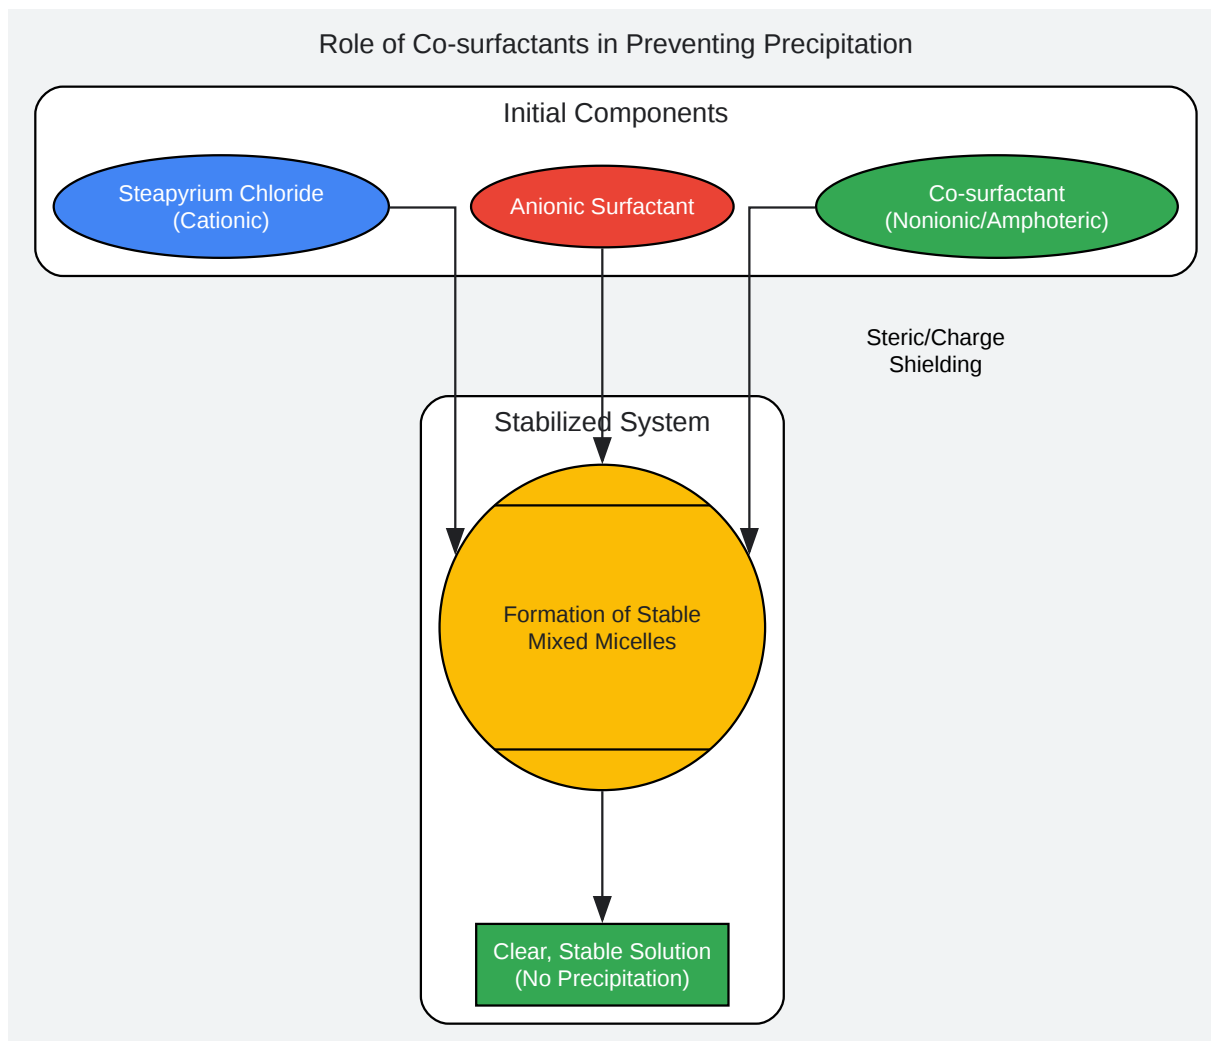 Role of Co-surfactants in Preventing Precipitation
Initial Components
Steapyrium Chloride
(Cationic)
Anionic Surfactant
Co-surfactant
(Nonionic/Amphoteric)
Steric/Charge
Shielding
Stabilized System
Formation of Stable
Mixed Micelles
Clear, Stable Solution
(No Precipitation)